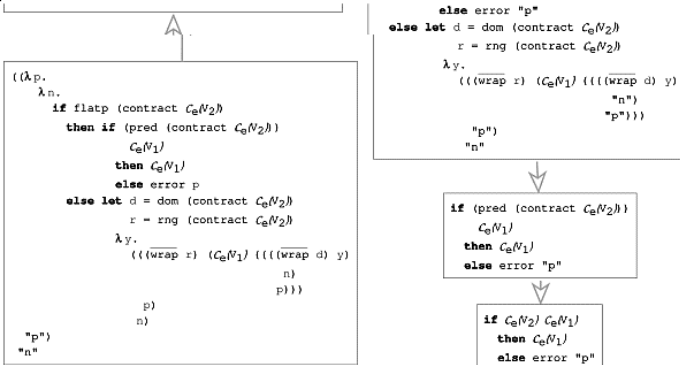 ((λp.
λn.
if flatp (contract Ce(V2))
then if (pred (contract Ce(V2)))
Ce(V1)
then Ce(V1)
else error p
else let d = dom (contract Ce(V2))
r = rng (contract Ce(V2))
λy.
(((wrap r) (Ce(V1) ((((wrap d) y)
n)
p)))
p)
n)
"p")
"n"
else error "p"
else let d = dom (contract Ce(V2))
r = rng (contract Ce(V2))
λy.
(((wrap r) (Ce(V1) ((((wrap d) y)
"n")
"p")))
"p")
"n"
if (pred (contract Ce(V2)))
Ce(V1)
then Ce(V1)
else error "p"
if Ce(V2) Ce(V1)
then Ce(V1)
else error "p"